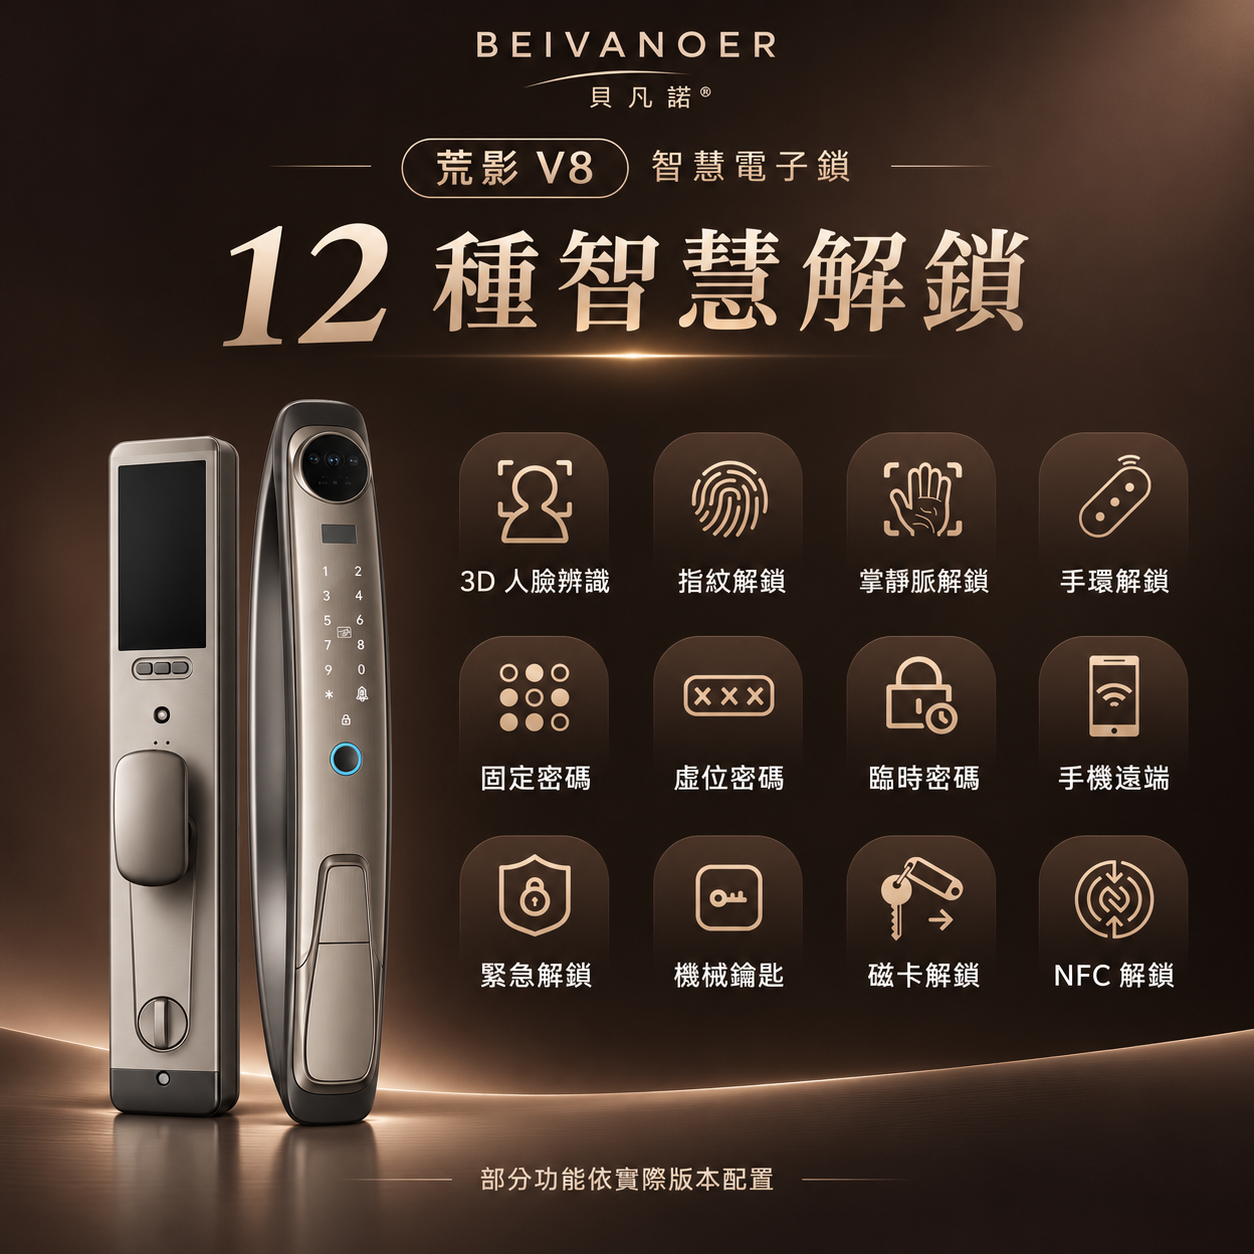 BEIVANOER
貝凡諾®
荒影 V8 智慧電子鎖
12 種智慧解鎖
1 2
3 4
5 6
7 8
9 0
*
3D 人臉辨識 指紋解鎖 掌靜脈解鎖 手環解鎖
XXX
固定密碼 虛位密碼 臨時密碼 手機遠端
緊急解鎖 機械鑰匙 磁卡解鎖 NFC 解鎖
部分功能依實際版本配置